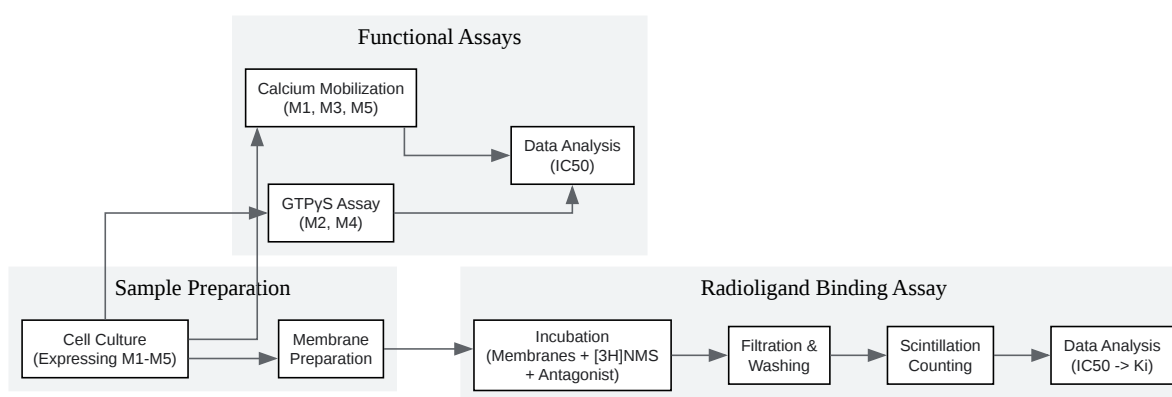 Functional Assays
Calcium Mobilization
(M1, M3, M5)
Data Analysis
(IC50)
GTPγS Assay
(M2, M4)
Sample Preparation
Cell Culture
(Expressing M1-M5)
Membrane
Preparation
Radioligand Binding Assay
Incubation
(Membranes + [3H]NMS
+ Antagonist)
Filtration &
Washing
Scintillation
Counting
Data Analysis
(IC50 -> Ki)